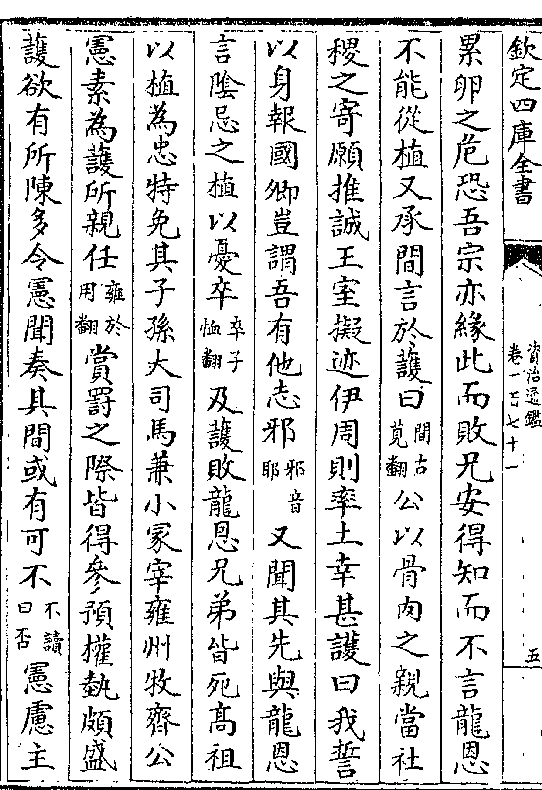 欽定四庫全書
資治通鑑
卷一百七十一
五
累卵之危恐吾宗亦緣此而敗兄安得知而不言龍恩
不能從植又承間言於護曰間古莧翻公以骨肉之親當社
稷之寄願推誠王室擬迹伊周則率土幸甚護曰我誓
以身報國卿豈謂吾有他志邪邪音耶又聞其先與龍恩
言陰忌之植以憂卒卒子恤翻及護敗龍恩兄弟皆死高祖
以植為忠特免其子孫大司馬兼小冢宰雍州牧齊公
憲素為護所親任雍於用翻賞罰之際皆得參預權埶頗盛
護欲有所陳多令憲聞奏其間或有可不不讀曰否憲慮主